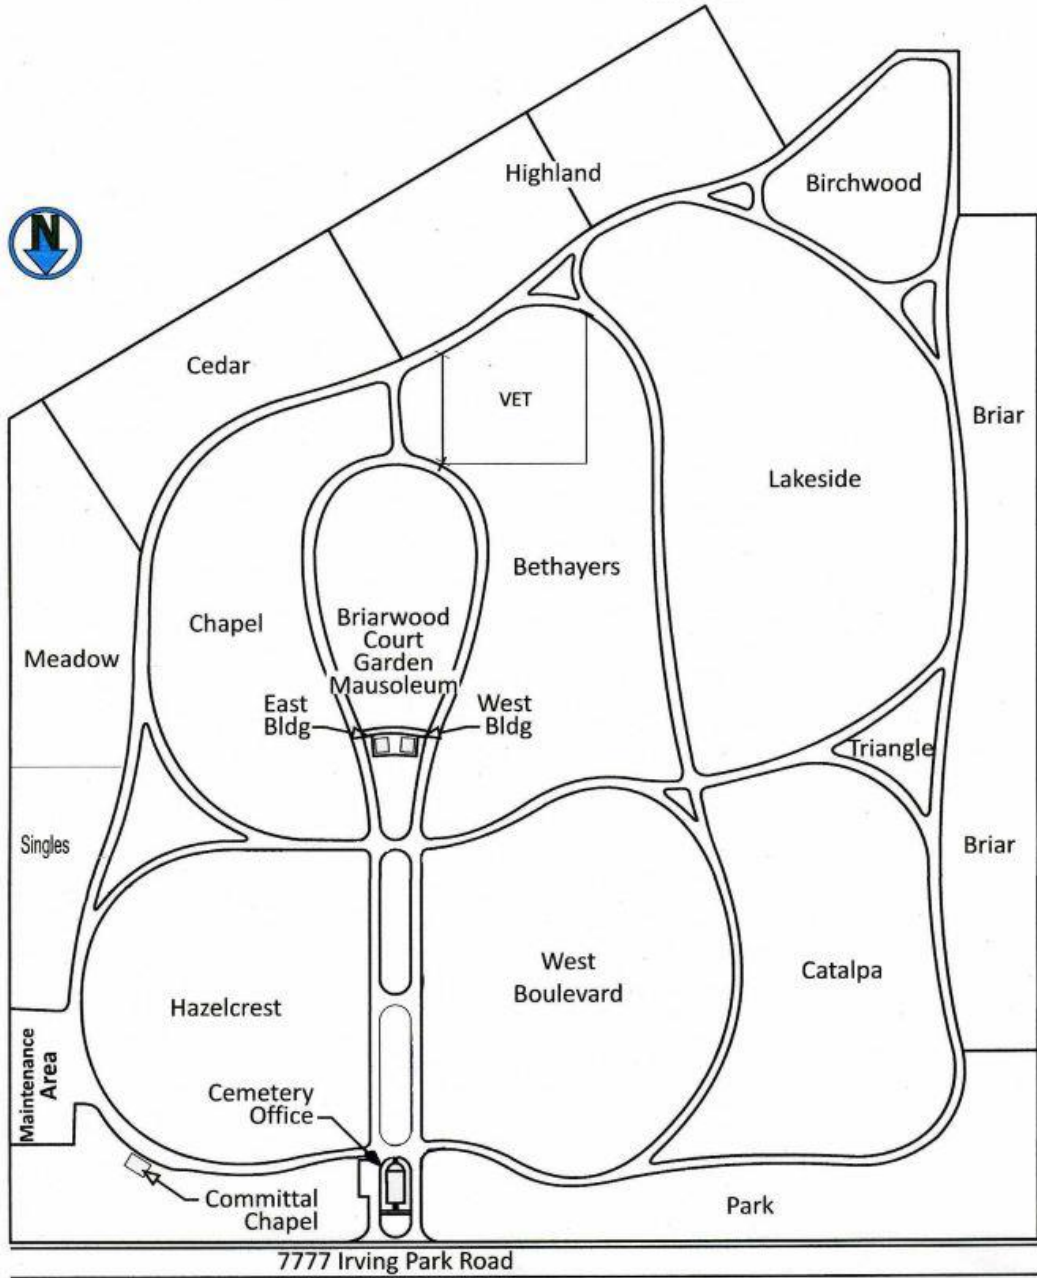 Highland
Birchwood
N
Cedar
VET
Briar
Lakeside
Bethayers
Chapel
Briarwood
Court
Garden
Mausoleum
Meadow
East
Bldg
West
Bldg
Triangle
Singles
Briar
West
Boulevard
Catalpa
Hazelcrest
Maintenance
Area
Cemetery
Office
Committal
Chapel
Park
7777 Irving Park Road